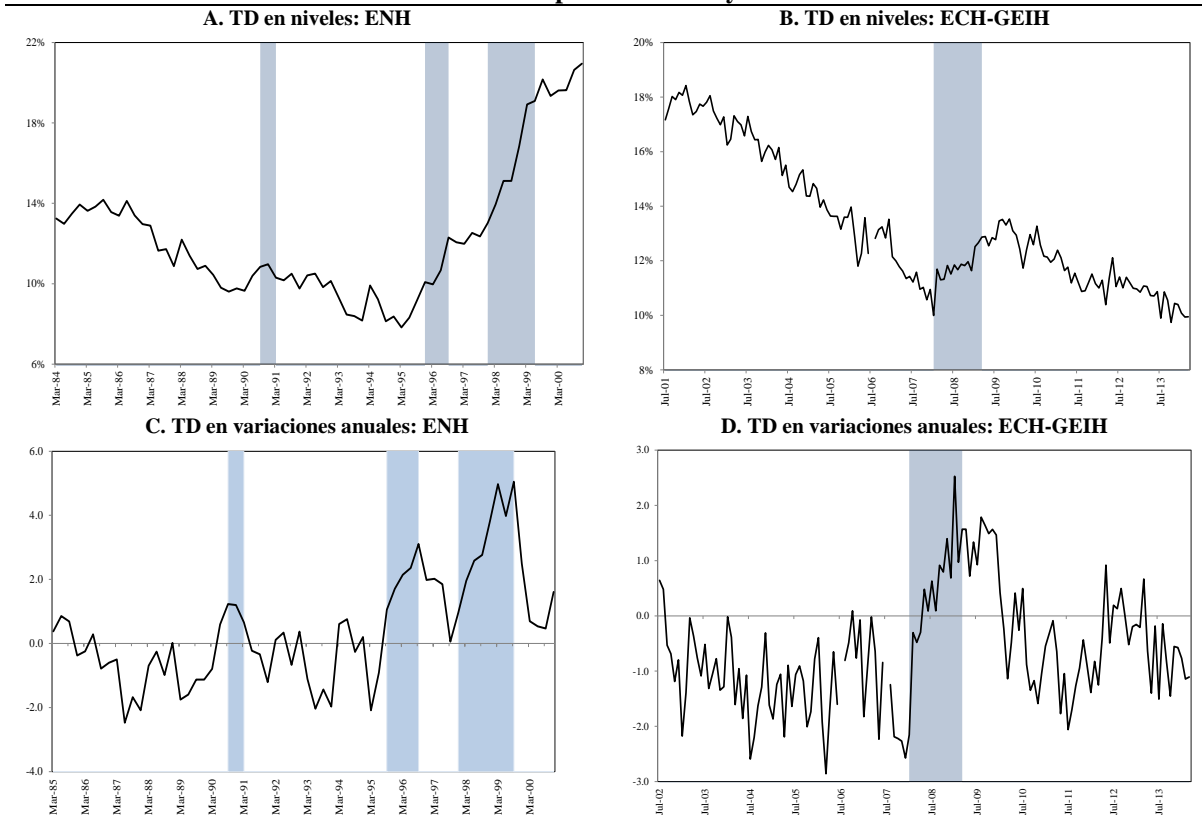 A. TD en niveles: ENH
22%
18%
14%
10%
6%
Mar-84
Mar-85
Mar-86
Mar-87
Mar-88
Mar-89
Mar-90
Mar-91
Mar-92
Mar-93
Mar-94
Mar-95
Mar-96
Mar-97
Mar-98
Mar-99
Mar-00
B. TD en niveles: ECH-GEIH
20%
18%
16%
14%
12%
10%
8%
Jul-01
Jul-02
Jul-03
Jul-04
Jul-05
Jul-06
Jul-07
Jul-08
Jul-09
Jul-10
Jul-11
Jul-12
Jul-13
C. TD en variaciones anuales: ENH
6.0
4.0
2.0
0.0
-2.0
-4.0
Mar-85
Mar-86
Mar-87
Mar-88
Mar-89
Mar-90
Mar-91
Mar-92
Mar-93
Mar-94
Mar-95
Mar-96
Mar-97
Mar-98
Mar-99
Mar-00
D. TD en variaciones anuales: ECH-GEIH
3.0
2.0
1.0
0.0
-1.0
-2.0
-3.0
Jul-02
Jul-03
Jul-04
Jul-05
Jul-06
Jul-07
Jul-08
Jul-09
Jul-10
Jul-11
Jul-12
Jul-13